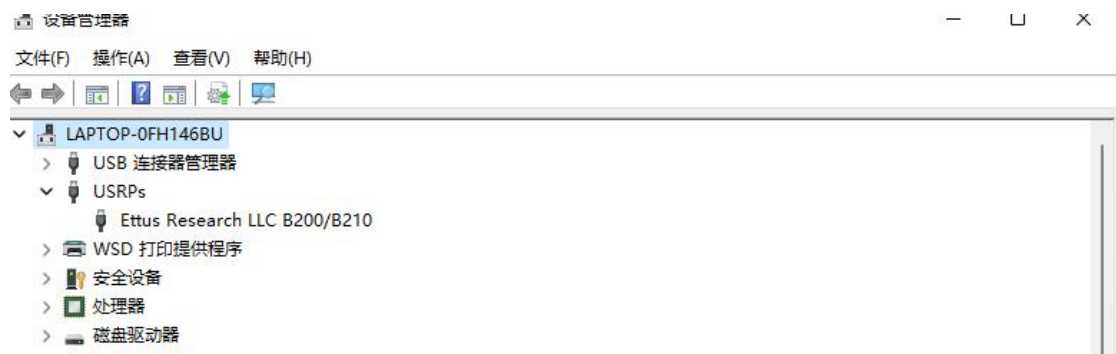 设备管理器
文件(F) 操作(A) 查看(V) 帮助(H)
LAPTOP-0FH146BU
USB 连接器管理器
USRPs
Ettus Research LLC B200/B210
WSD 打印提供程序
安全设备
处理器
磁盘驱动器